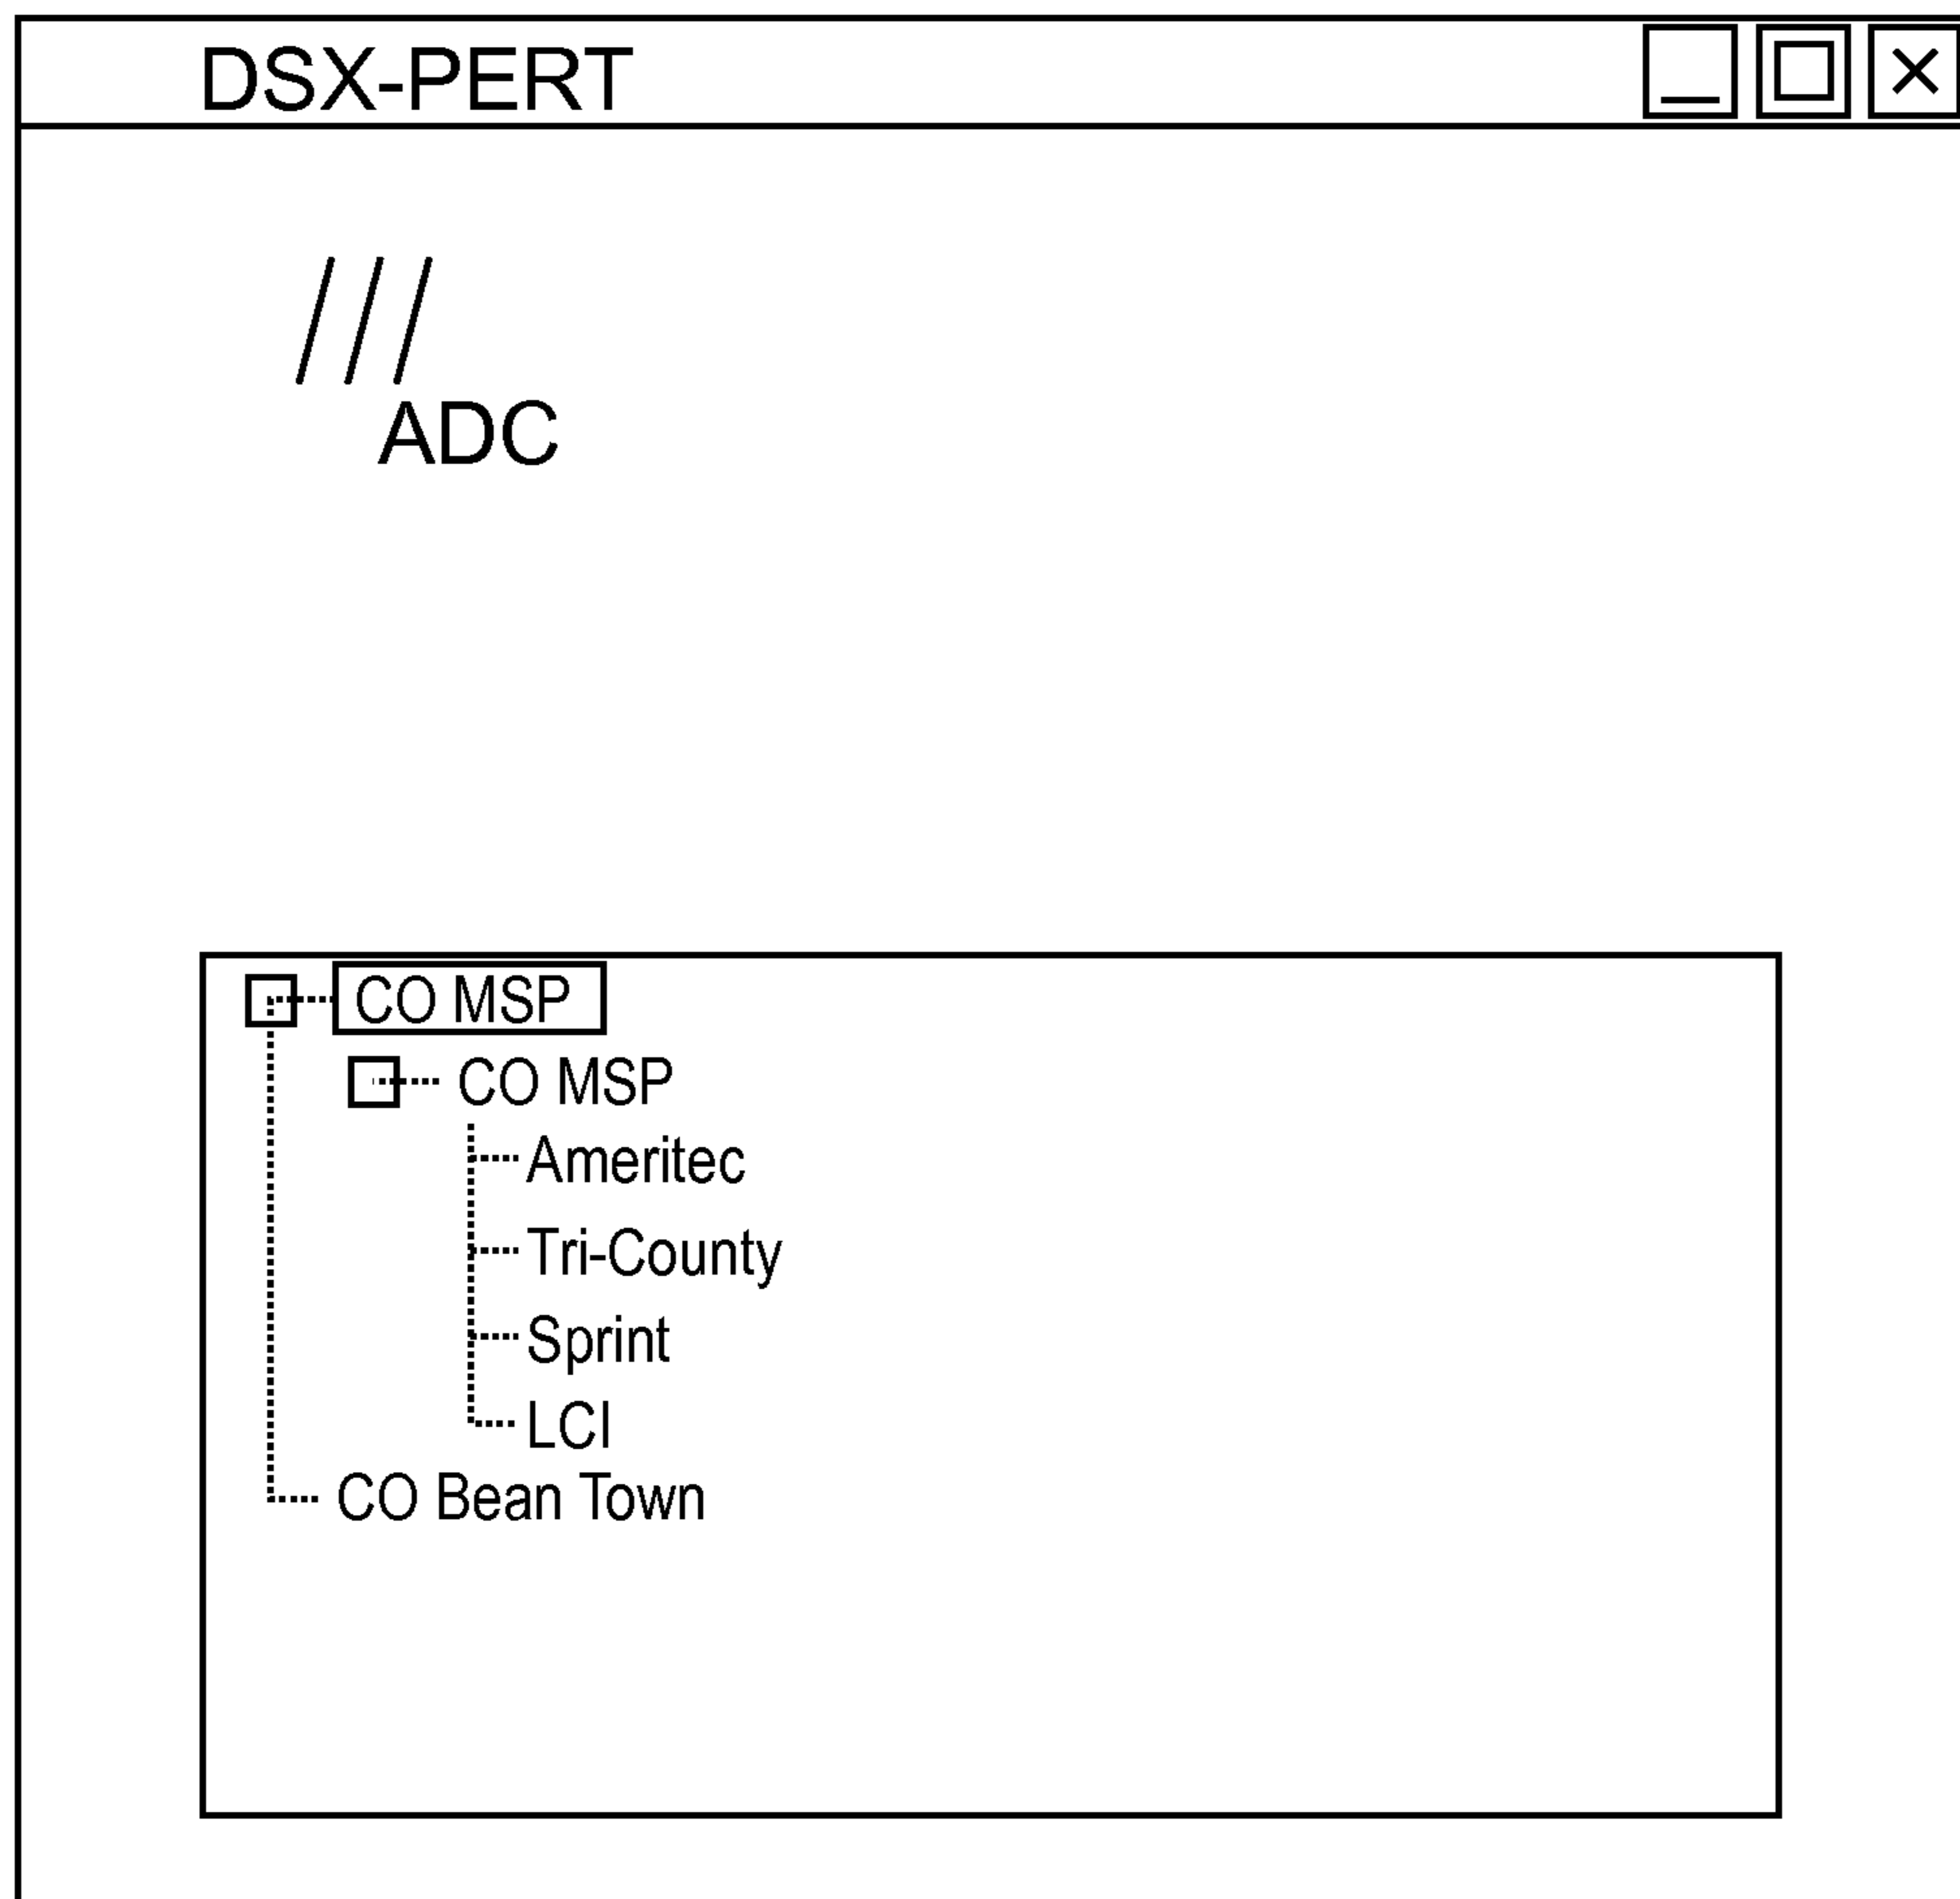 DSX-PERT
ADC
CO MSP
CO MSP
Ameritec
Tri-County
Sprint
LCI
CO Bean Town